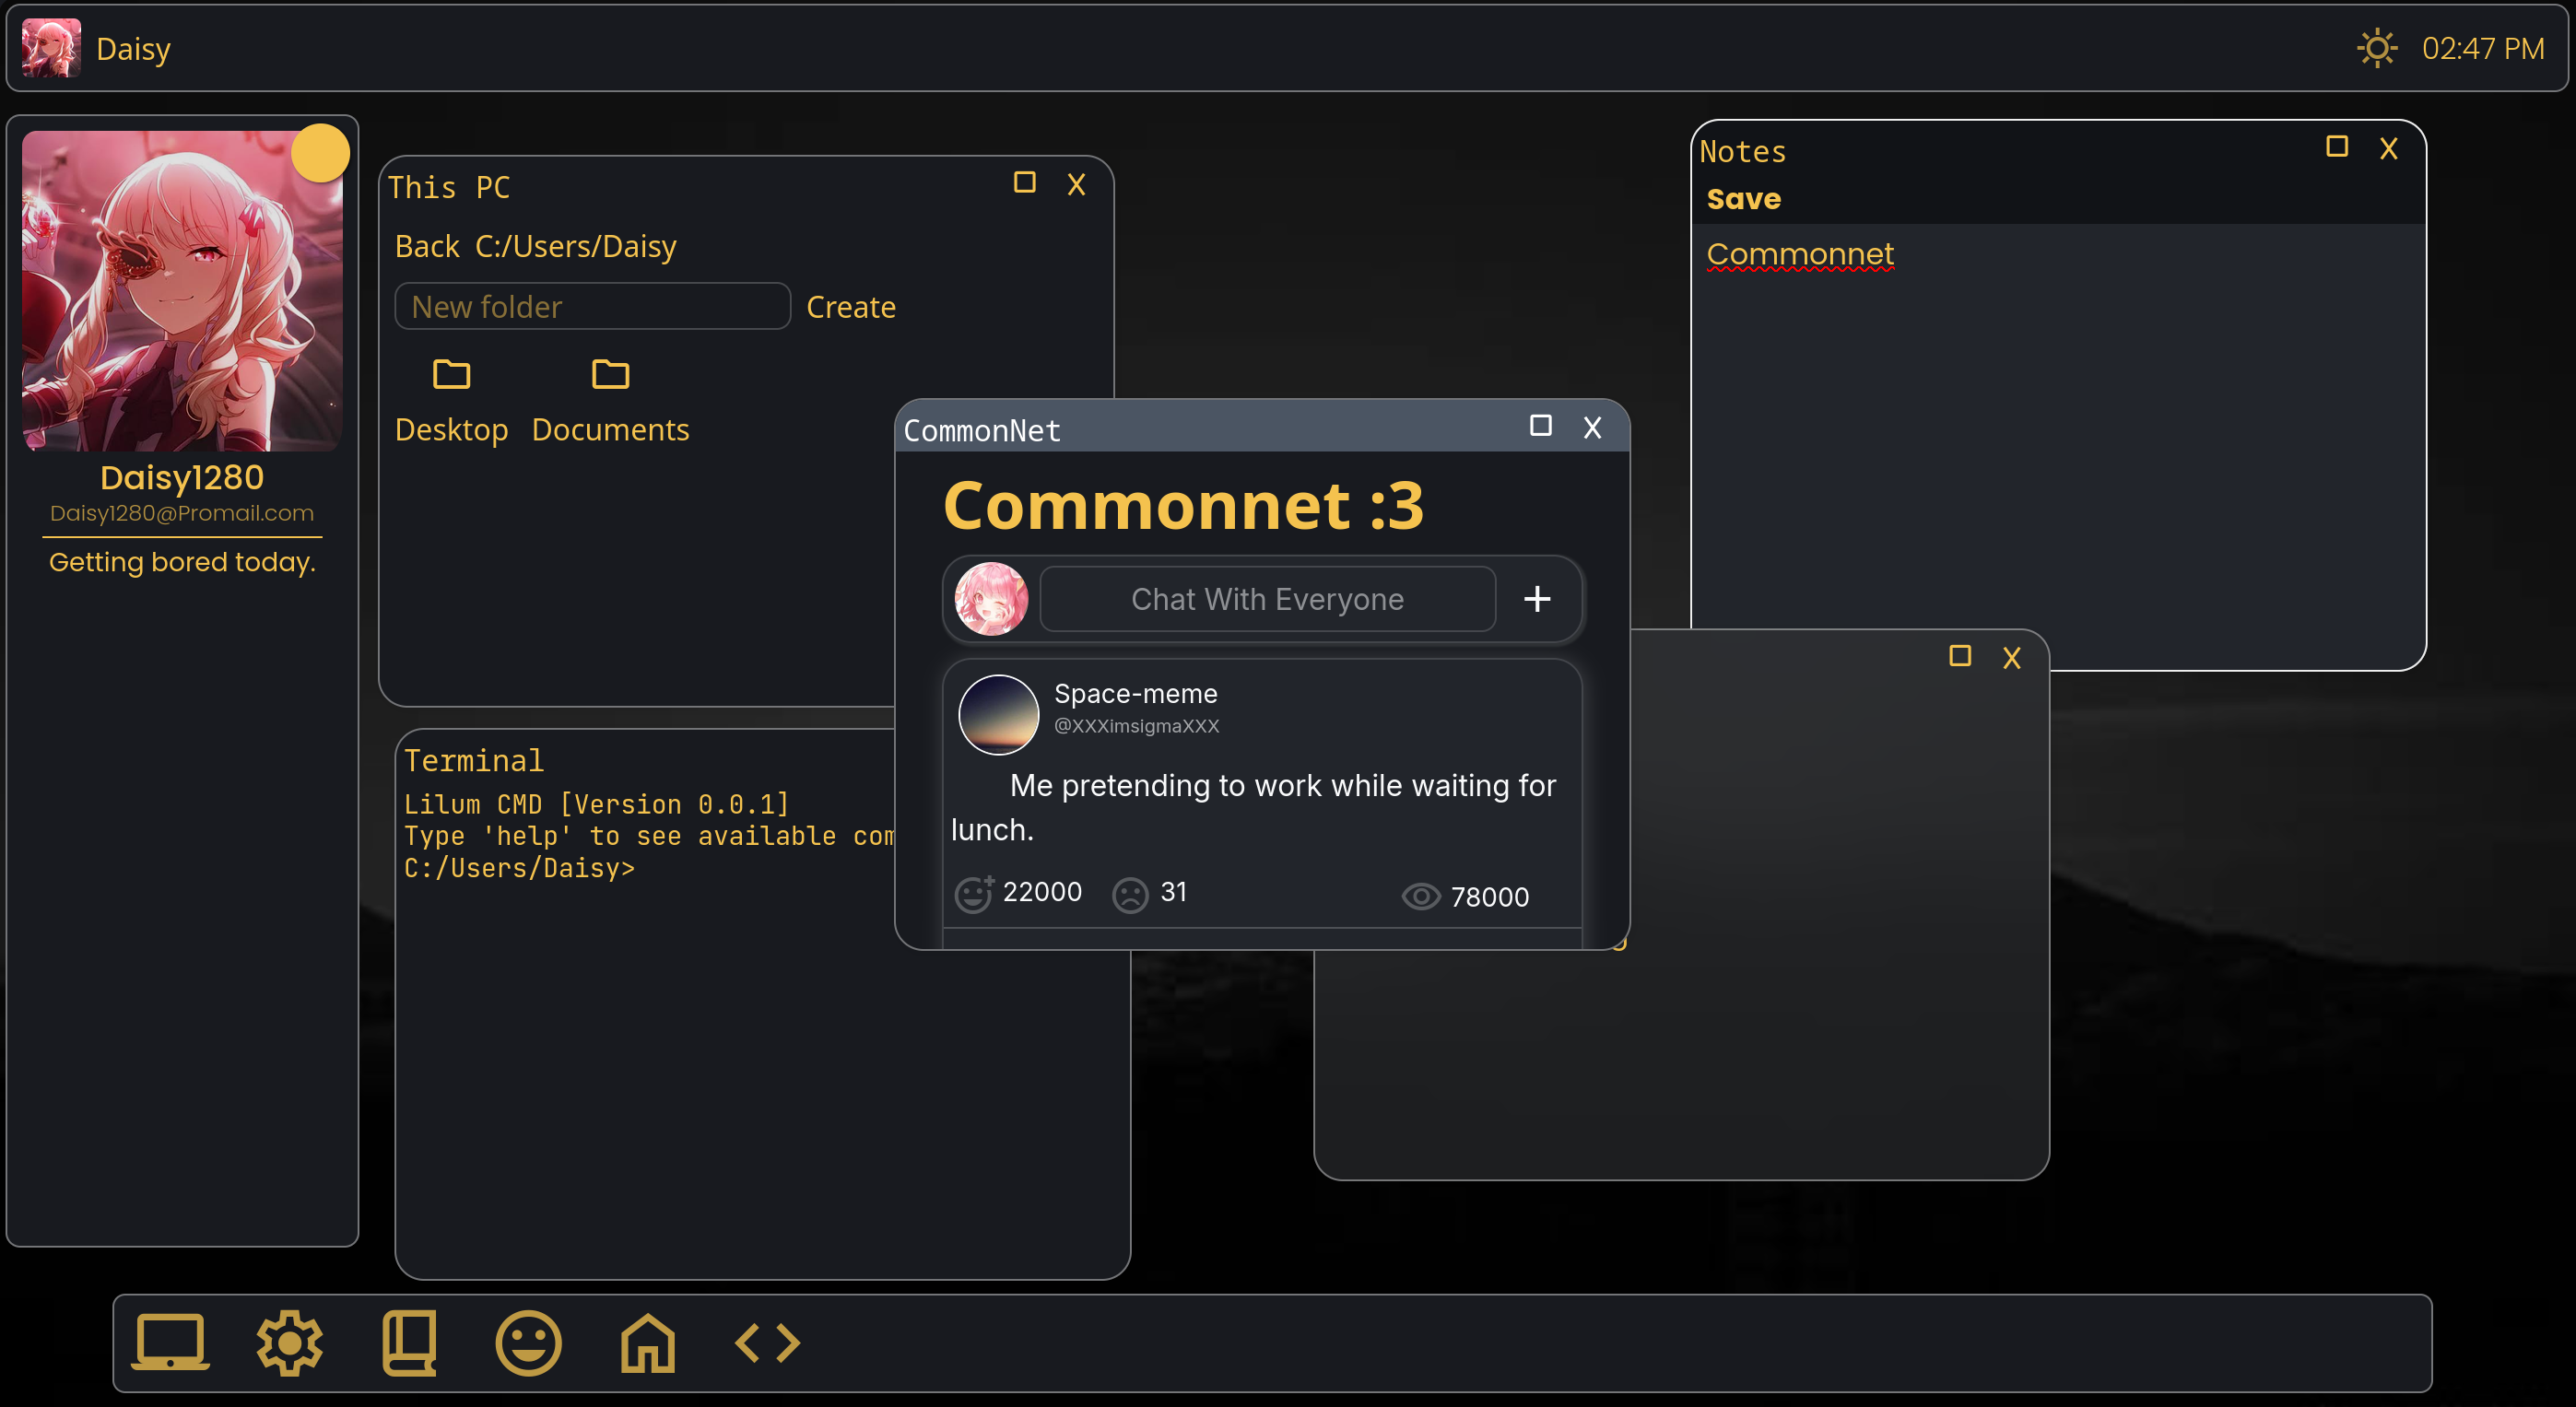 Daisy
02:47 PM
Daisy1280
Daisy1280@Promail.com
Getting bored today.
This PC
X
Back C:/Users/Daisy
New folder
Create
Desktop
Documents
Notes
X
Save
Commonnet
CommonNet
X
Commonnet :3
Chat With Everyone
Space-meme
@XXXimsigmaXXX
Me pretending to work while waiting for
lunch.
22000
31
78000
X
Terminal
Lilum CMD [Version 0.0.1]
Type 'help' to see available
C:/Users/Daisy>